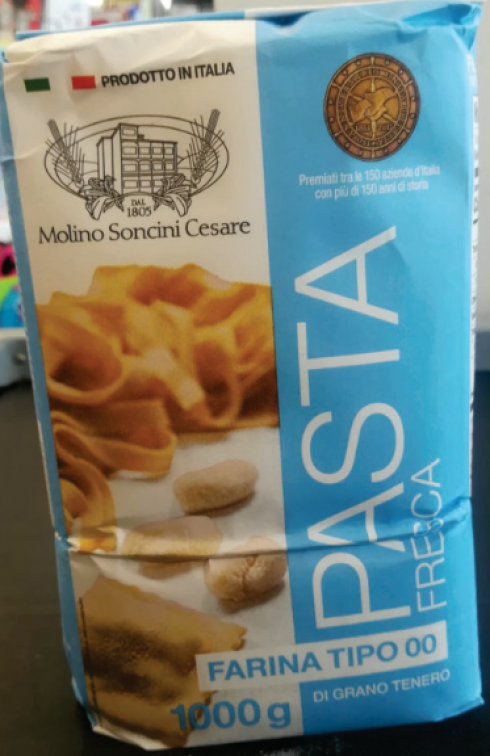 PRODOTTO IN ITALIA
DAL
1805
Molino Soncini Cesare
Premiati tra le 150 aziende d'Italia
con più di 150 anni di storia
PASTA
FRESCA
FARINA TIPO 00
DI GRANO TENERO
1000 g